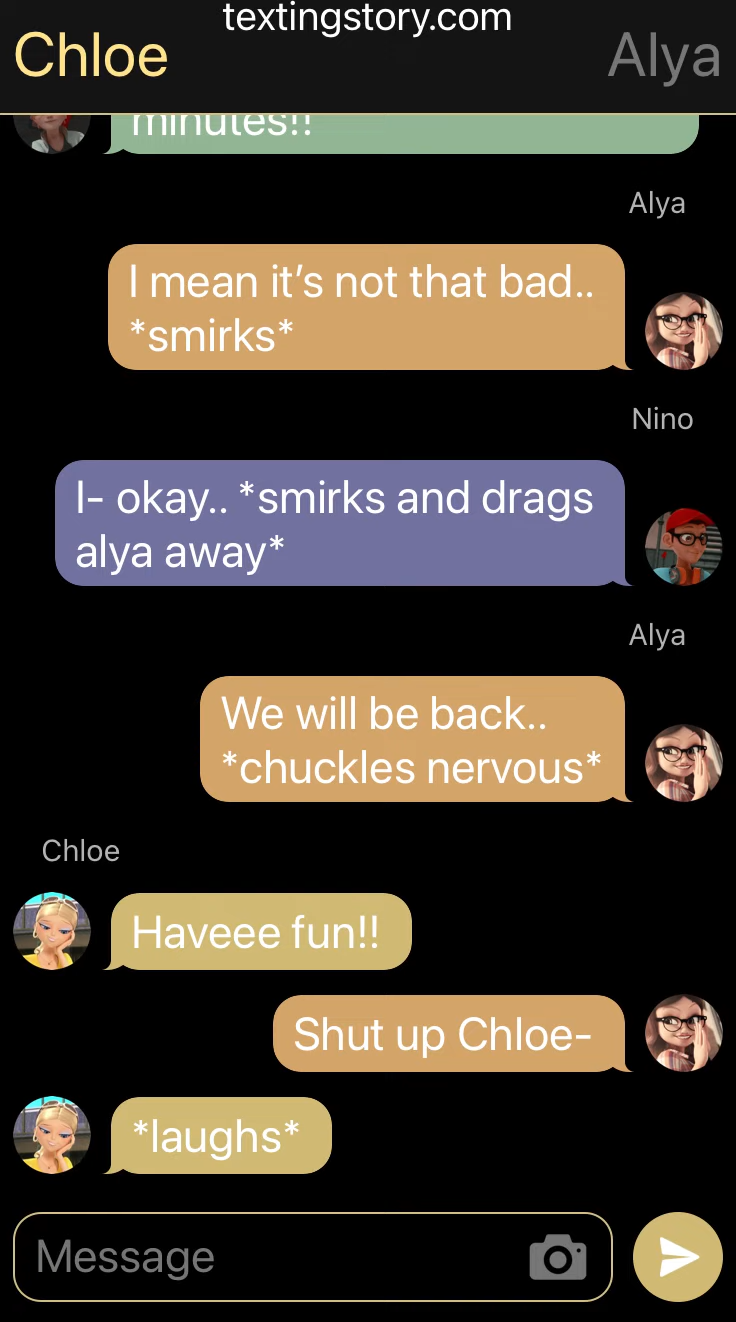 textingstory.com
Chloe
Alya
minutes!!
Alya
I mean it’s not that bad..
*smirks*
Nino
I- okay.. *smirks and drags
alya away*
Alya
We will be back..
*chuckles nervous*
Chloe
Haveee fun!!
Shut up Chloe-
*laughs*
Message